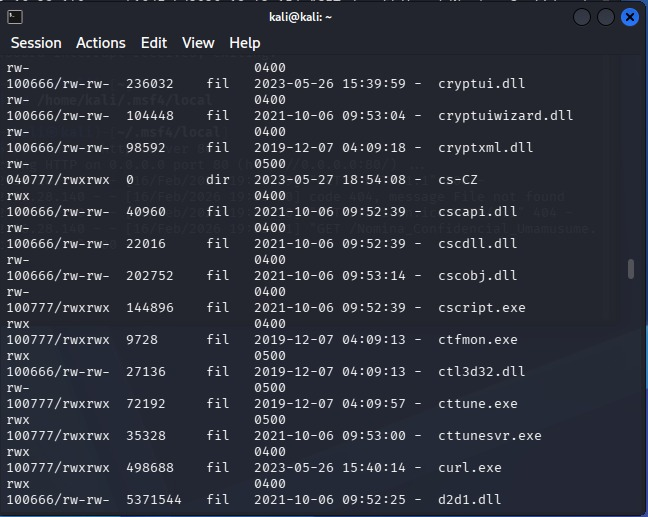 kali@kali: ~
Session Actions Edit View Help
rw- 0400
100666/rw-rw- 236032 fil 2023-05-26 15:39:59 - cryptui.dll
rw- 0400
100666/rw-rw- 104448 fil 2021-10-06 09:53:04 - cryptuiwizard.dll
rw- 0400
100666/rw-rw- 98592 fil 2019-12-07 04:09:18 - cryptxml.dll
rw- 0500
040777/rwxrwx 0 dir 2023-05-27 18:54:08 - cs-CZ
rwx 0400
100666/rw-rw- 40960 fil 2021-10-06 09:52:39 - cscapi.dll
rw- 0400
100666/rw-rw- 22016 fil 2021-10-06 09:52:39 - cscdll.dll
rw- 0400
100666/rw-rw- 202752 fil 2021-10-06 09:53:14 - cscobj.dll
rw- 0400
100777/rwxrwx 144896 fil 2021-10-06 09:52:39 - cscript.exe
rwx 0400
100777/rwxrwx 9728 fil 2019-12-07 04:09:13 - ctfmon.exe
rwx 0500
100666/rw-rw- 27136 fil 2019-12-07 04:09:13 - ctl3d32.dll
rw- 0500
100777/rwxrwx 72192 fil 2019-12-07 04:09:57 - cttune.exe
rwx 0500
100777/rwxrwx 35328 fil 2021-10-06 09:53:00 - cttunesvr.exe
rwx 0400
100777/rwxrwx 498688 fil 2023-05-26 15:40:14 - curl.exe
rwx 0400
100666/rw-rw- 5371544 fil 2021-10-06 09:52:25 - d2d1.dll